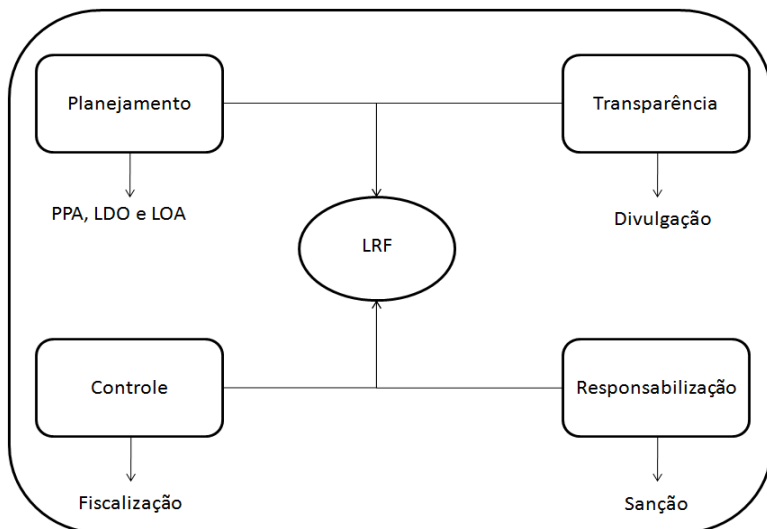 Planejamento
Transparência
PPA, LDO e LOA
Divulgação
LRF
Controle
Responsabilização
Fiscalização
Sanção